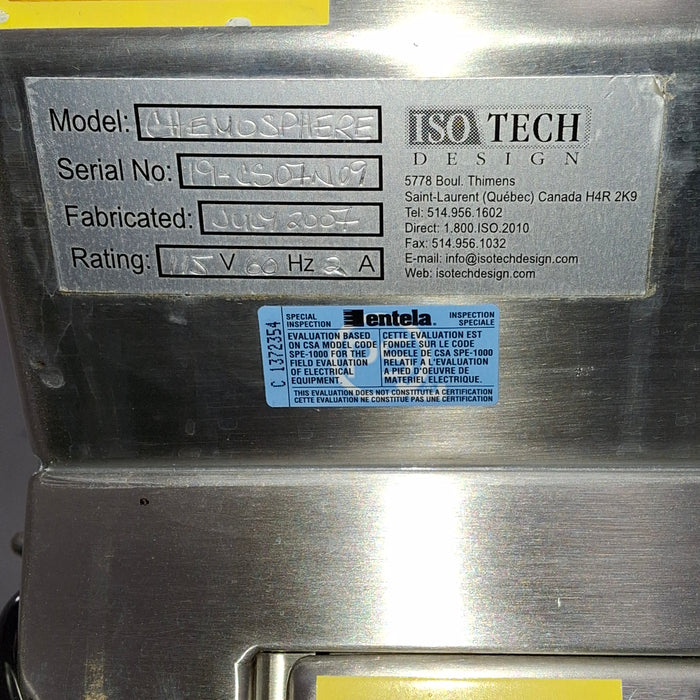 Model: CHEMOSPHERE
Serial No: 191-CS07N09
Fabricated: JULY 2007
Rating: 115 V 60 Hz 2 A
ISO TECH
DESIGN
5778 Boul. Thimens
Saint-Laurent (Québec) Canada H4R 2K9
Tel: 514.956.1602
Direct: 1.800.ISO.2010
Fax: 514.956.1032
E-mail: info@isotechdesign.com
Web: isotechdesign.com
C 1372354
SPECIAL
INSPECTION
entela.
INSPECTION
SPECIALE
EVALUATION BASED
ON CSA MODEL CODE
SPE-1000 FOR THE
FIELD EVALUATION
OF ELECTRICAL
EQUIPMENT.
CETTE EVALUATION EST
FONDEE SUR LE CODE
MODELE DE CSA SPE-1000
RELATIF A L'EVALUATION
A PIED D'OEUVRE DE
MATERIEL ELECTRIQUE.
THIS EVALUATION DOES NOT CONSTITUTE A CERTIFICATION
CETTE EVALUATION NE CONSTITUE PAS UNE CERTIFICATION